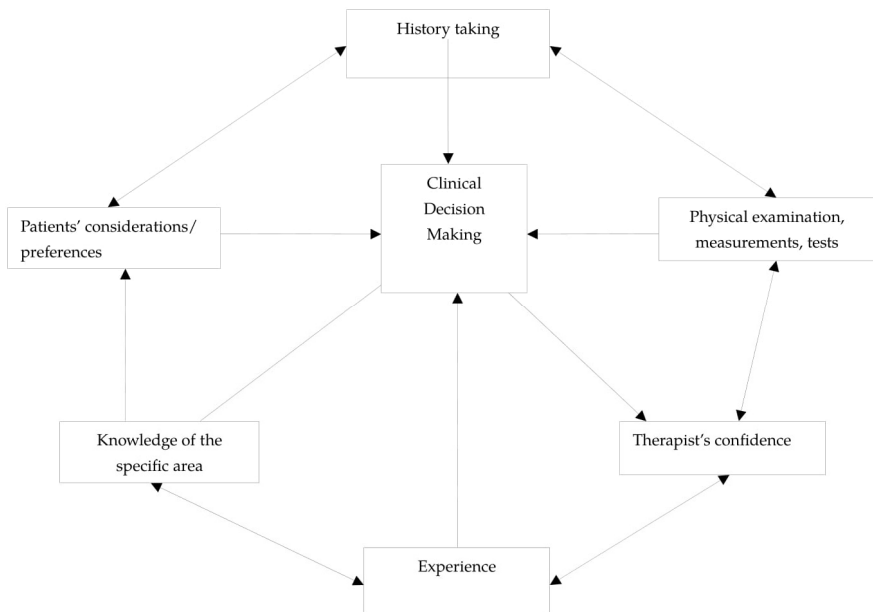 History taking
Clinical
Decision
Making
Patients’ considerations/
preferences
Physical examination,
measurements, tests
Knowledge of the
specific area
Therapist’s confidence
Experience